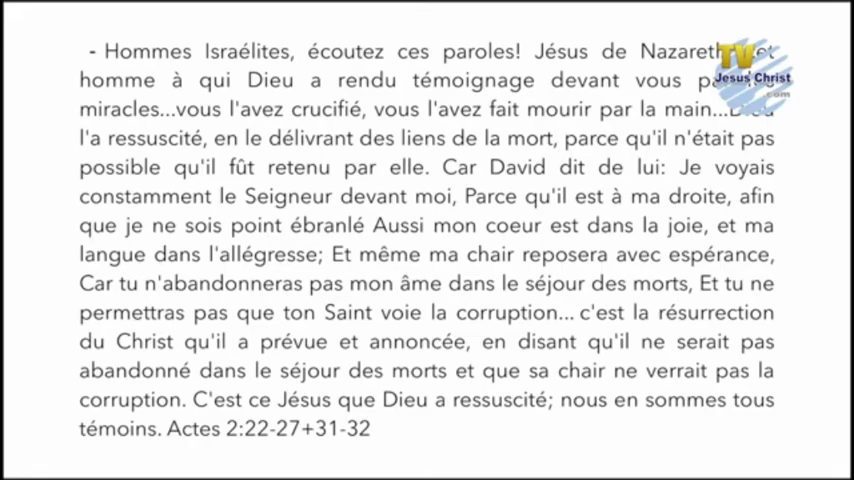 - Hommes Israélites, écoutez ces paroles! Jésus de Nazareth, et
homme à qui Dieu a rendu témoignage devant vous
miracles...vous l'avez crucifié, vous l'avez fait mourir par la main...Dieu
l'a ressuscité, en le délivrant des liens de la mort, parce qu'il n'était pas
possible qu'il fût retenu par elle. Car David dit de lui: Je voyais
constamment le Seigneur devant moi, Parce qu'il est à ma droite, afin
que je ne sois point ébranlé Aussi mon coeur est dans la joie, et ma
langue dans l'allégresse; Et même ma chair reposera avec espérance,
Car tu n'abandonneras pas mon âme dans le séjour des morts, Et tu ne
permettras pas que ton Saint voie la corruption... c'est la résurrection
du Christ qu'il a prévue et annoncée, en disant qu'il ne serait pas
abandonné dans le séjour des morts et que sa chair ne verrait pas la
corruption. C'est ce Jésus que Dieu a ressuscité; nous en sommes tous
témoins. Actes 2:22-27+31-32
TV
Jesus Christ
.com